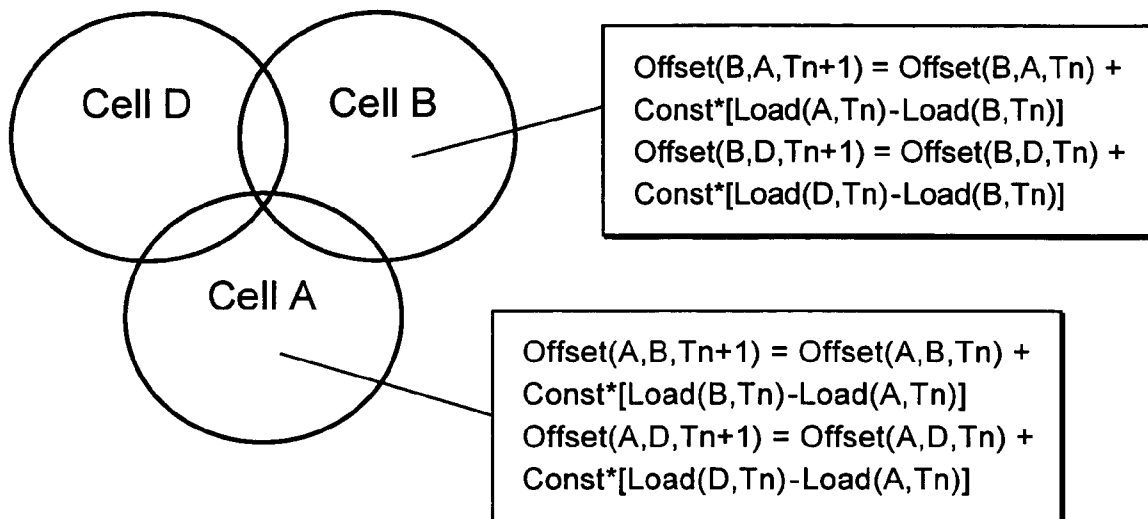 Cell D
Cell B
Offset(B,A,Tn+1) = Offset(B,A,Tn) +
Const*[Load(A,Tn)-Load(B,Tn)]
Offset(B,D,Tn+1) = Offset(B,D,Tn) +
Const*[Load(D,Tn)-Load(B,Tn)]
Cell A
Offset(A,B,Tn+1) = Offset(A,B,Tn) +
Const*[Load(B,Tn)-Load(A,Tn)]
Offset(A,D,Tn+1) = Offset(A,D,Tn) +
Const*[Load(D,Tn)-Load(A,Tn)]